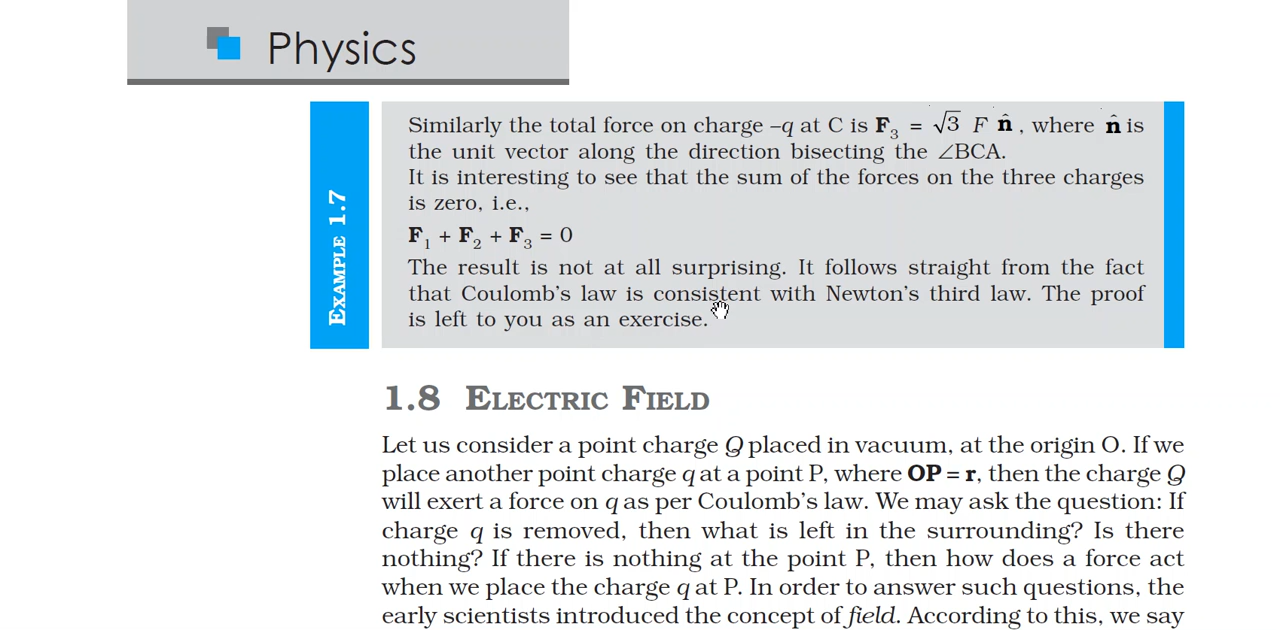 Physics
EXAMPLE 1.7
Similarly the total force on charge –q at C is F₃ = √3 F n̂ , where n̂ is
the unit vector along the direction bisecting the ∠BCA.
It is interesting to see that the sum of the forces on the three charges
is zero, i.e.,
F₁ + F₂ + F₃ = 0
The result is not at all surprising. It follows straight from the fact
that Coulomb's law is consistent with Newton's third law. The proof
is left to you as an exercise.
1.8 ELECTRIC FIELD
Let us consider a point charge Q placed in vacuum, at the origin O. If we
place another point charge q at a point P, where OP = r, then the charge Q
will exert a force on q as per Coulomb's law. We may ask the question: If
charge q is removed, then what is left in the surrounding? Is there
nothing? If there is nothing at the point P, then how does a force act
when we place the charge q at P. In order to answer such questions, the
early scientists introduced the concept of field. According to this, we say